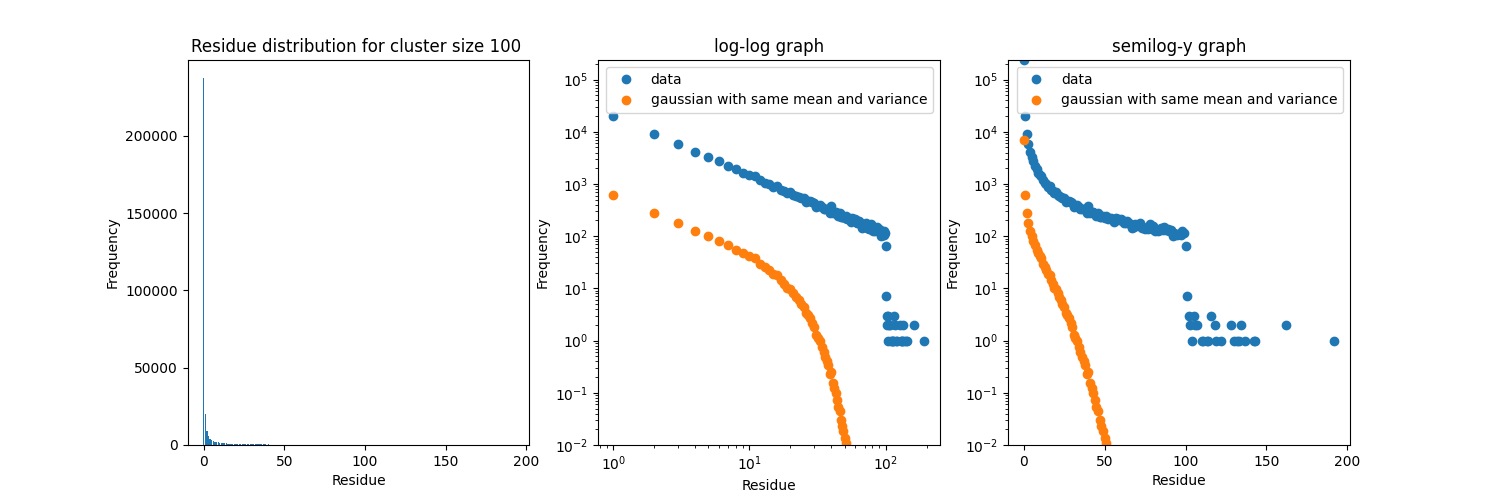 Residue distribution for cluster size 100
200000
150000
100000
50000
0
Frequency
0 50 100 150 200
Residue
log-log graph
data
gaussian with same mean and variance
10^5
10^4
10^3
10^2
10^1
10^0
10^-1
10^-2
Frequency
10^0 10^1 10^2
Residue
semilog-y graph
data
gaussian with same mean and variance
10^5
10^4
10^3
10^2
10^1
10^0
10^-1
10^-2
Frequency
0 50 100 150 200
Residue